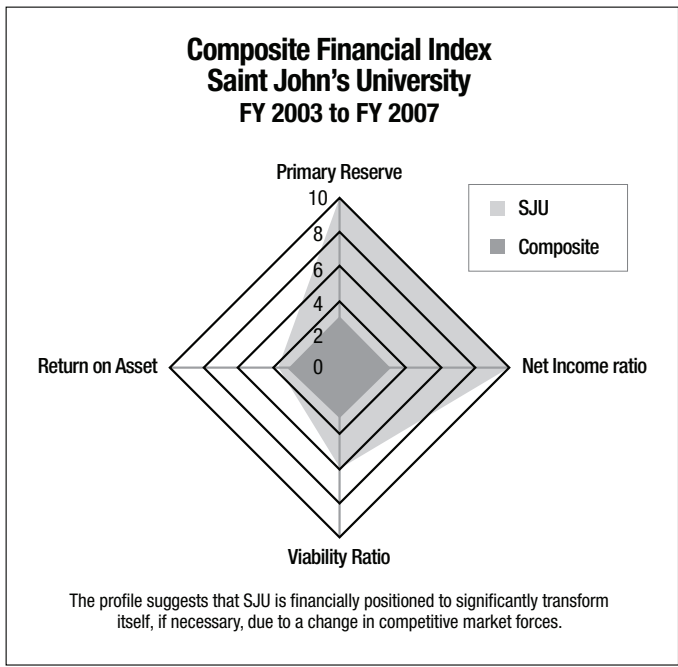 Composite Financial Index
Saint John's University
FY 2003 to FY 2007
Primary Reserve
10
8
6
4
2
0
SJU
Composite
Return on Asset
Net Income ratio
Viability Ratio
The profile suggests that SJU is financially positioned to significantly transform
itself, if necessary, due to a change in competitive market forces.